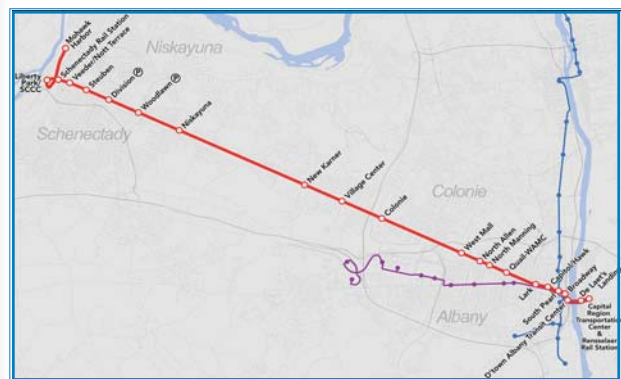 Mohawk
Harbor
Niskayuna
Schenectady Rail Station
Veeder/Nott Terrace
Liberty
Park/
SCCC
Steuben
Division P
Woodlawn P
Niskayuna
Schenectady
New Karner
Village Center
Colonie
Colonie
West Mall
North Allen
North Manning
Quail-WAMC
Lark
Capitol/Hawk
South Pearl
Broadway
De Laet's
Landing
D'town Albany Transit Center
Albany
Capital
Region
Transportation
Center
&
Rensselaer
Rail Station